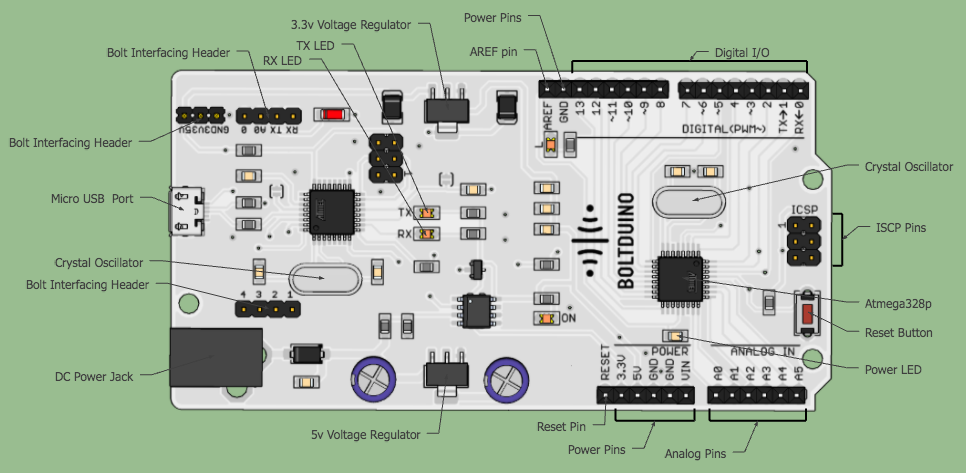 Power Pins
3.3v Voltage Regulator
TX LED
RX LED
AREF pin
Digital I/O
Bolt Interfacing Header
Bolt Interfacing Header
GND3V35V
0 A0 TX RX
AREF
GND
13
12
~11
~10
~9
8
7
~6
~5
4
~3
2
TX→1
RX←0
DIGITAL(PWM~)
L
1
Crystal Oscillator
Micro USB Port
TX
RX
BOLTDUINO
ICSP
1
ISCP Pins
Crystal Oscillator
Bolt Interfacing Header
4 3 2 1
ON
Atmega328p
Reset Button
DC Power Jack
POWER
ANALOG IN
RESET
3.3V
5V
GND
GND
VIN
A0
A1
A2
A3
A4
A5
Power LED
5v Voltage Regulator
Reset Pin
Power Pins
Analog Pins